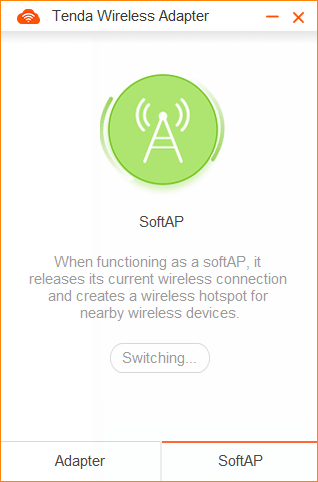 Tenda Wireless Adapter
SoftAP
When functioning as a softAP, it
releases its current wireless connection
and creates a wireless hotspot for
nearby wireless devices.
Switching...
Adapter
SoftAP